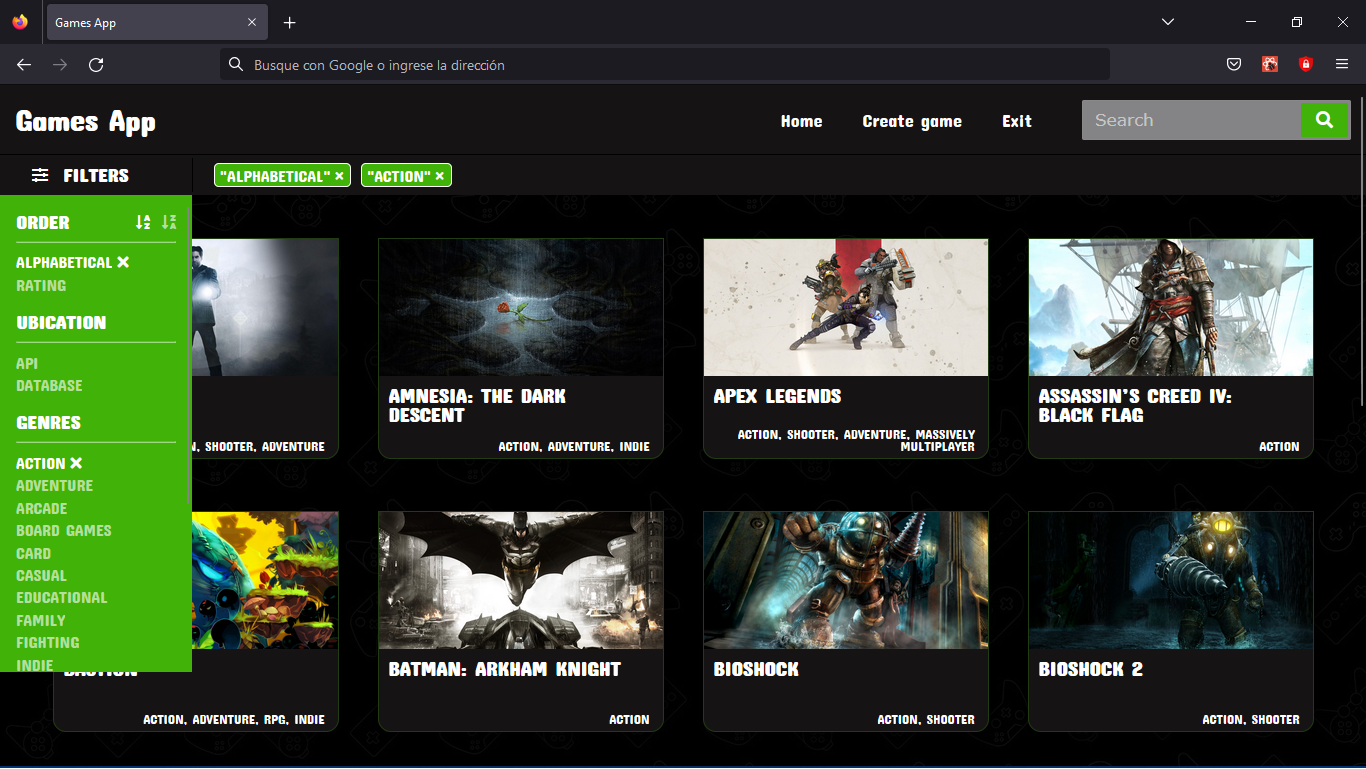 Games App
Busque con Google o ingrese la dirección
Games App
Home
Create game
Exit
Search
FILTERS
"ALPHABETICAL" ×
"ACTION" ×
ORDER
ALPHABETICAL ×
RATING
UBICATION
API
DATABASE
GENRES
ACTION ×
ADVENTURE
ARCADE
BOARD GAMES
CARD
CASUAL
EDUCATIONAL
FAMILY
FIGHTING
INDIE
SHOOTER, ADVENTURE
AMNESIA: THE DARK
DESCENT
ACTION, ADVENTURE, INDIE
APEX LEGENDS
ACTION, SHOOTER, ADVENTURE, MASSIVELY
MULTIPLAYER
ASSASSIN'S CREED IV:
BLACK FLAG
ACTION
BASTION
ACTION, ADVENTURE, RPG, INDIE
BATMAN: ARKHAM KNIGHT
ACTION
BIOSHOCK
ACTION, SHOOTER
BIOSHOCK 2
ACTION, SHOOTER